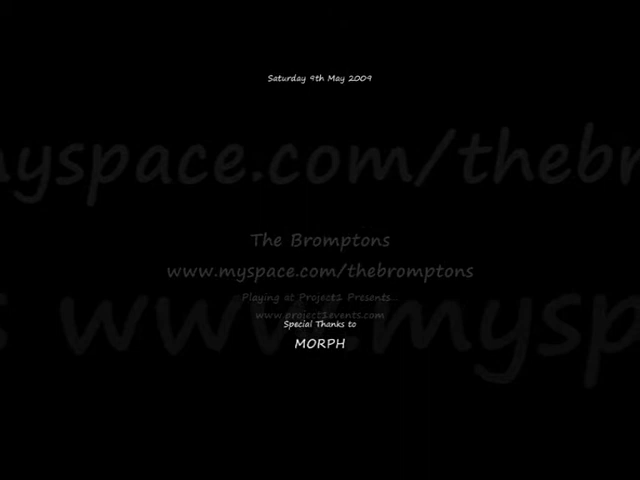 Saturday 9th May 2009
myspace.com/thebr
The Bromptons
www.myspace.com/thebromptons
Playing at Project1 Presents...
www.project1events.com
Special Thanks to
MORPH
s www.mysp